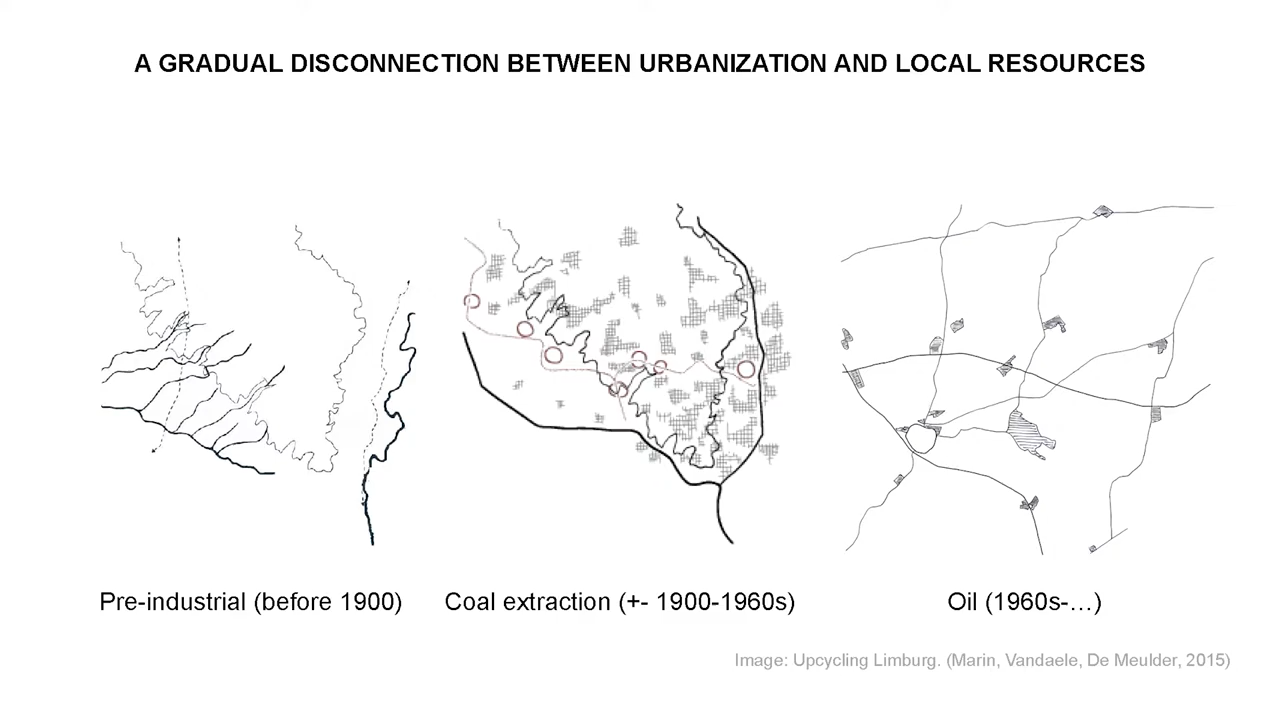 A GRADUAL DISCONNECTION BETWEEN URBANIZATION AND LOCAL RESOURCES
Pre-industrial (before 1900)
Coal extraction (+- 1900-1960s)
Oil (1960s-…)
Image: Upcycling Limburg. (Marin, Vandaele, De Meulder, 2015)